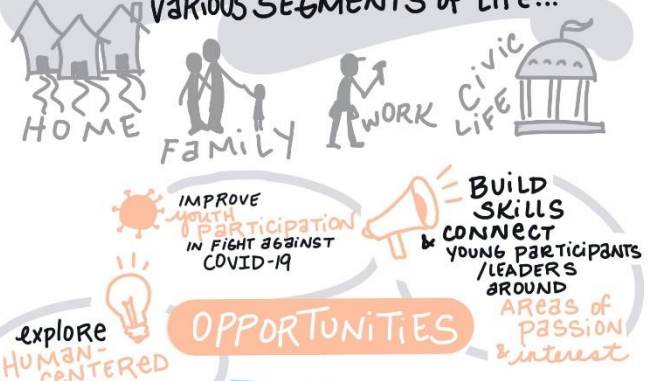 VARIOUS SEGMENTS OF LIFE...
HOME
FAMILY
WORK
CIVIC
LIFE
IMPROVE
YOUTH
PARTICIPATION
IN FIGHT AGAINST
COVID-19
BUILD
SKILLS
& CONNECT
YOUNG PARTICIPANTS
/LEADERS
AROUND
AREAS of
PASSION
& interest
OPPORTUNITIES
explore
HUMAN-
CENTERED